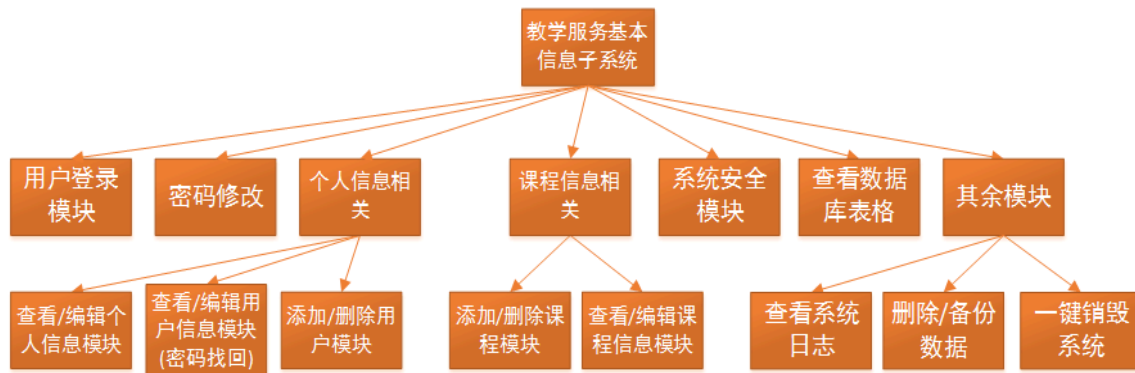 教学服务基本
信息子系统
用户登录
模块
密码修改
个人信息相
关
课程信息相
关
系统安全
模块
查看数据
库表格
其余模块
查看/编辑个
人信息模块
查看/编辑用
户信息模块
(密码找回)
添加/删除用
户模块
添加/删除课
程模块
查看/编辑课
程信息模块
查看系统
日志
删除/备份
数据
一键销毁
系统